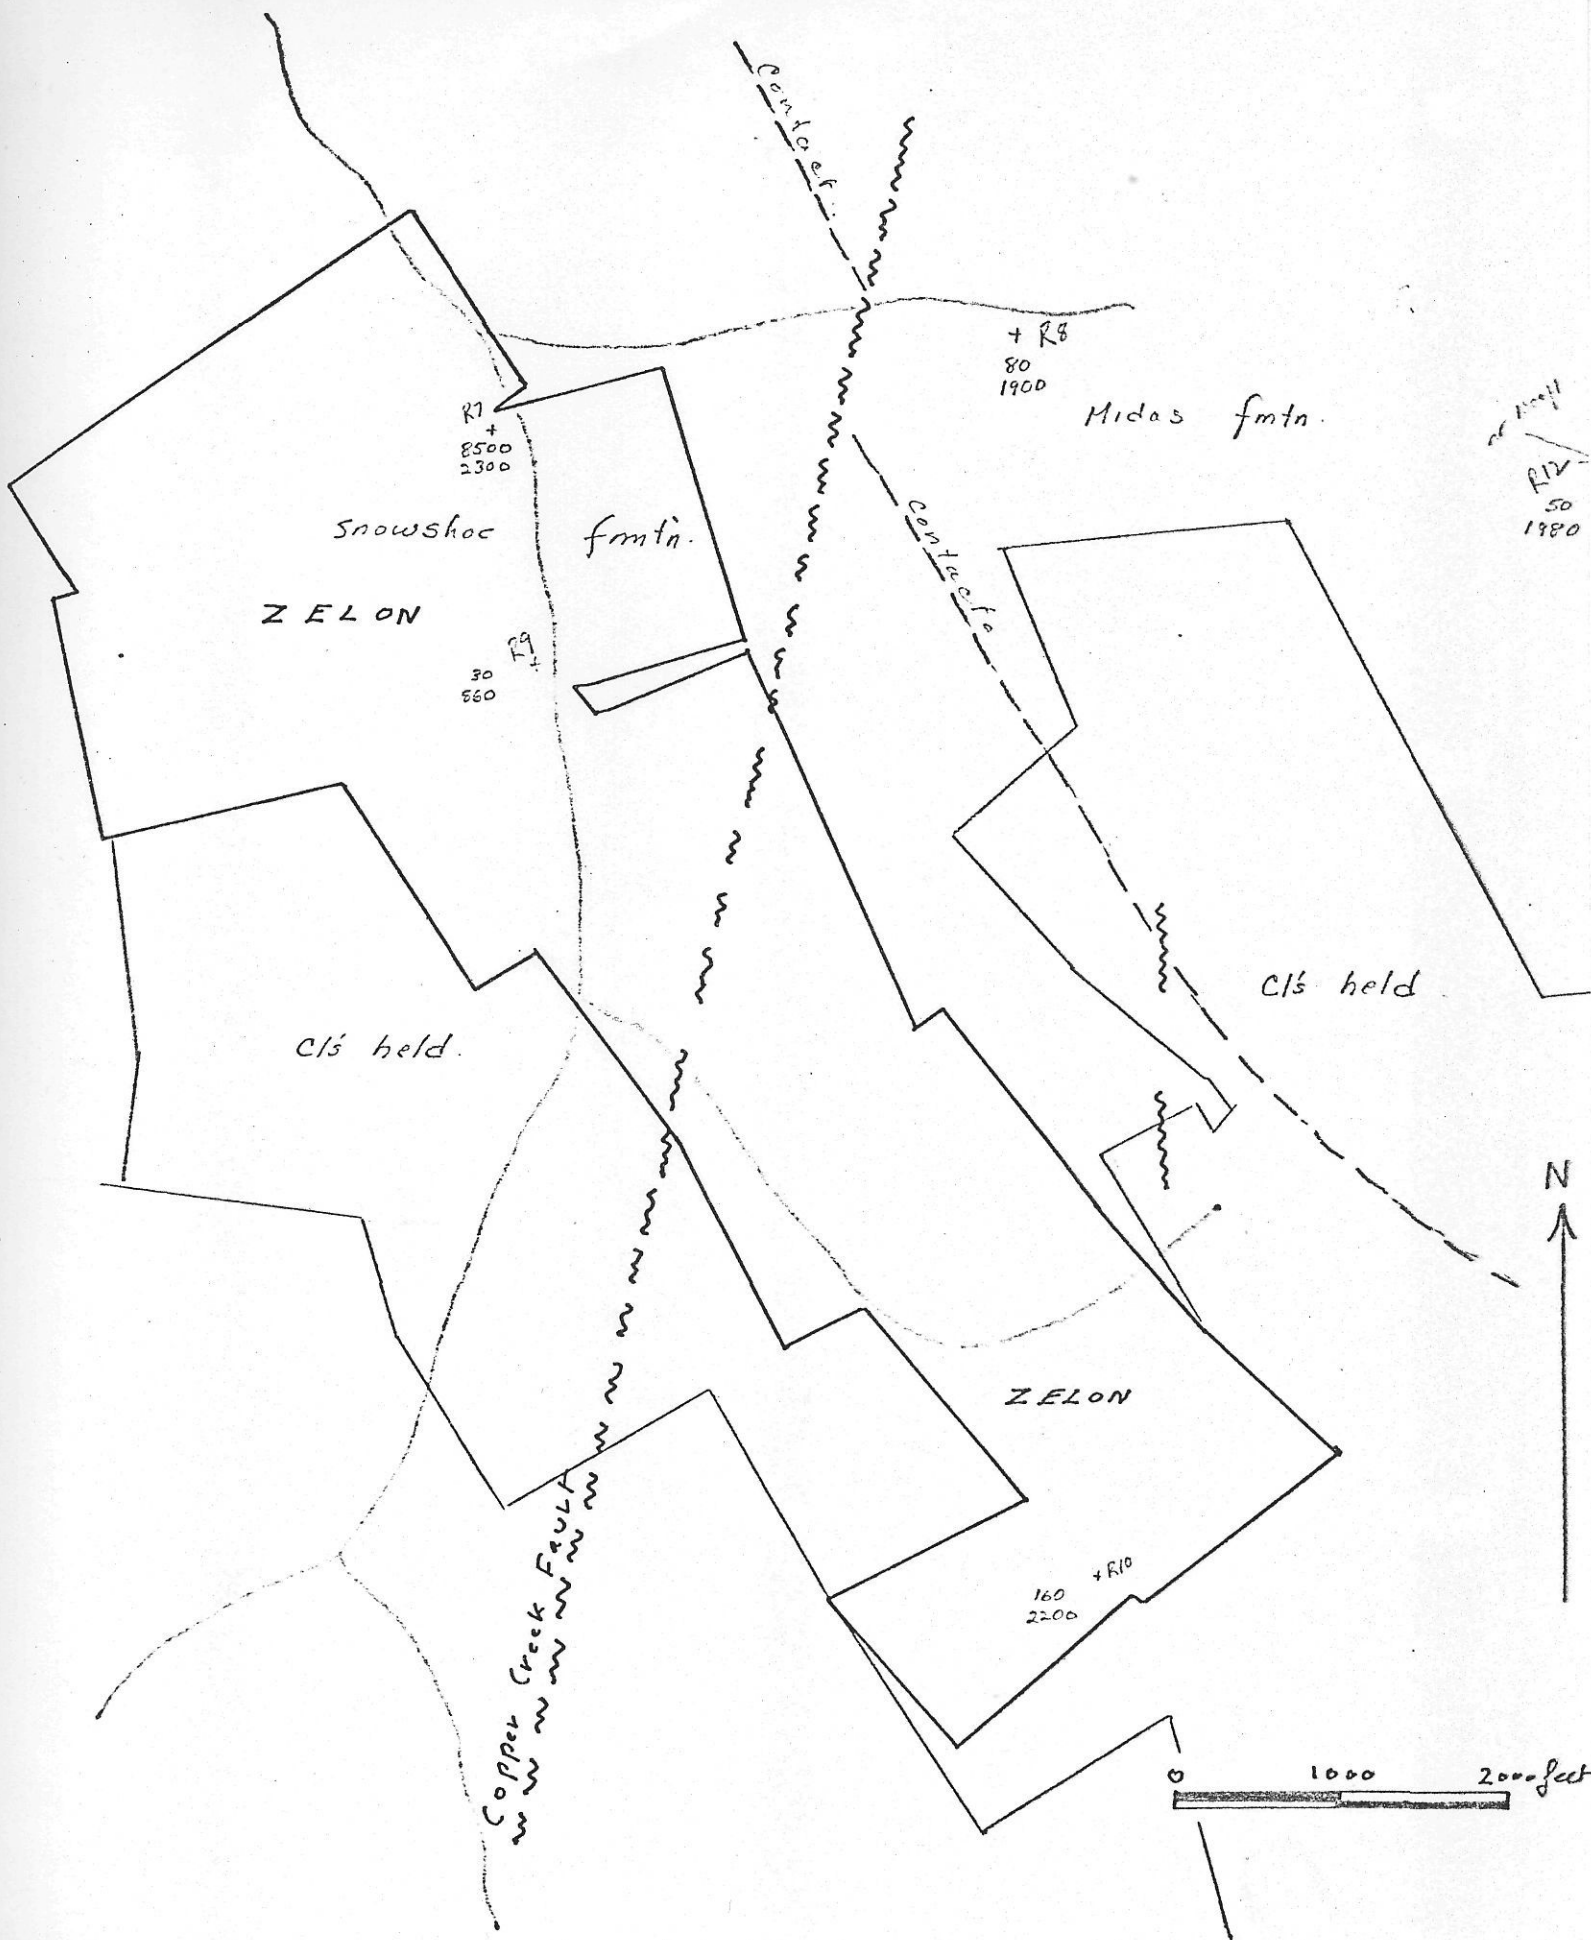 contact
+ R8
80
1900
Midas fmtn.
R7
+
8500
2300
R12
50
1980
Snowshoe fmtn.
contact
ZELON
R9
+
30
860
Cl's held
Cl's held.
N
ZELON
+ R10
160
2200
Copper Creek Fault
0 1000 2000 feet